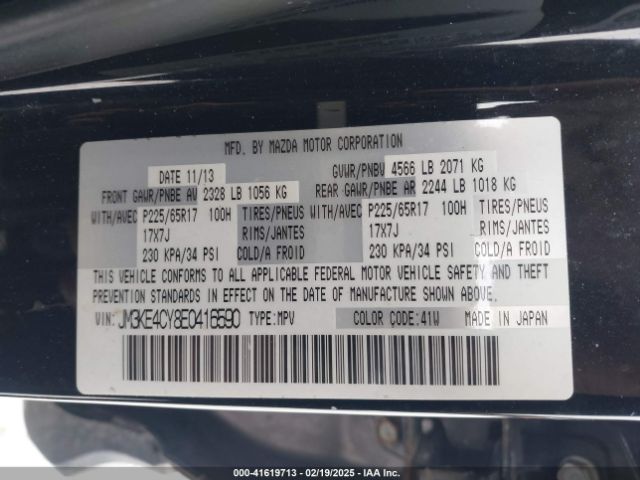 MFD. BY MAZDA MOTOR CORPORATION
DATE 11/13 GVWR/PNBV 4566 LB 2071 KG
FRONT GAWR/PNBE AV 2328 LB 1056 KG REAR GAWR/PNBE AR 2244 LB 1018 KG
WITH/AVEC P225/65R17 100H TIRES/PNEUS WITH/AVEC P225/65R17 100H TIRES/PNEUS
17X7J RIMS/JANTES 17X7J RIMS/JANTES
230 KPA/34 PSI COLD/A FROID 230 KPA/34 PSI COLD/A FROID
THIS VEHICLE CONFORMS TO ALL APPLICABLE FEDERAL MOTOR VEHICLE SAFETY AND THEFT
PREVENTION STANDARDS IN EFFECT ON THE DATE OF MANUFACTURE SHOWN ABOVE.
VIN: JM3KE4CY8E0416590 TYPE:MPV COLOR CODE:41W MADE IN JAPAN
000-41619713 - 02/19/2025 - IAA Inc.